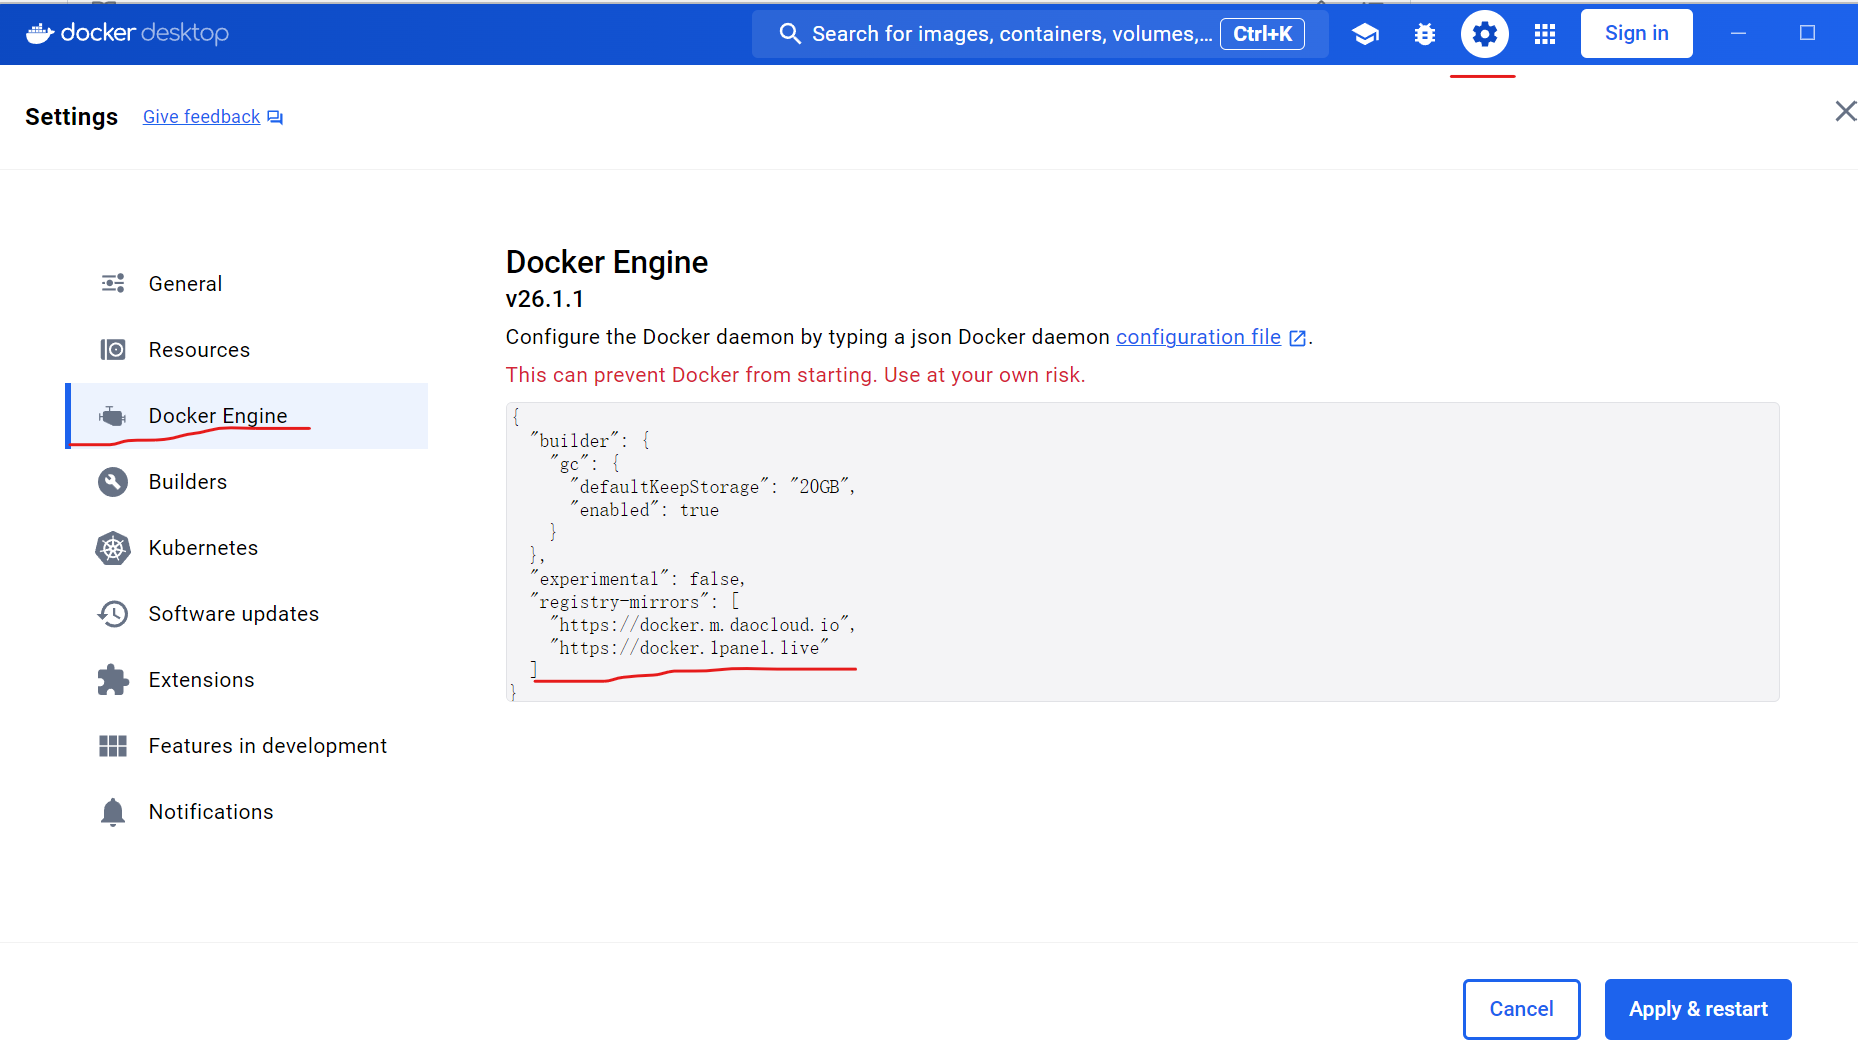 docker desktop
Search for images, containers, volumes,... Ctrl+K
Sign in
Settings
Give feedback
General
Resources
Docker Engine
Builders
Kubernetes
Software updates
Extensions
Features in development
Notifications
Docker Engine
v26.1.1
Configure the Docker daemon by typing a json Docker daemon configuration file.
This can prevent Docker from starting. Use at your own risk.
{
  "builder": {
    "gc": {
      "defaultKeepStorage": "20GB",
      "enabled": true
    }
  },
  "experimental": false,
  "registry-mirrors": [
    "https://docker.m.daocloud.io",
    "https://docker.1panel.live"
  ]
}
Cancel
Apply & restart